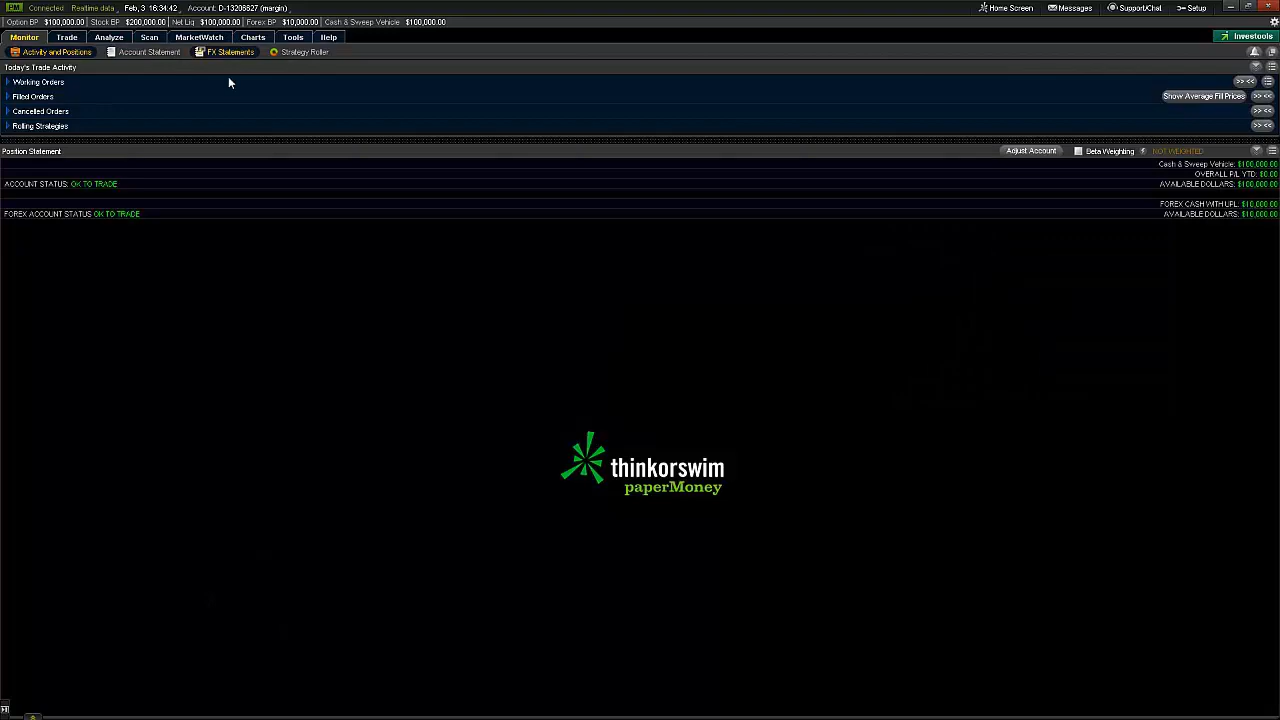 PM Connected Realtime data Feb, 3 16:34:42 Account: D-13206627 (margin) Home Screen Messages Support/Chat Setup
Option BP $100,000.00 Stock BP $200,000.00 Net Liq $100,000.00 Forex BP $10,000.00 Cash & Sweep Vehicle $100,000.00
Monitor Trade Analyze Scan MarketWatch Charts Tools Help Investools
Activity and Positions Account Statement FX Statements Strategy Roller
Today's Trade Activity
Working Orders >> <<
Filled Orders Show Average Fill Prices >> <<
Cancelled Orders >> <<
Rolling Strategies >> <<
Position Statement Adjust Account Beta Weighting NOT WEIGHTED
Cash & Sweep Vehicle: $100,000.00
OVERALL P/L YTD: $0.00
ACCOUNT STATUS: OK TO TRADE AVAILABLE DOLLARS: $100,000.00
FOREX CASH WITH UPL: $10,000.00
FOREX ACCOUNT STATUS OK TO TRADE AVAILABLE DOLLARS: $10,000.00
thinkorswim
paperMoney